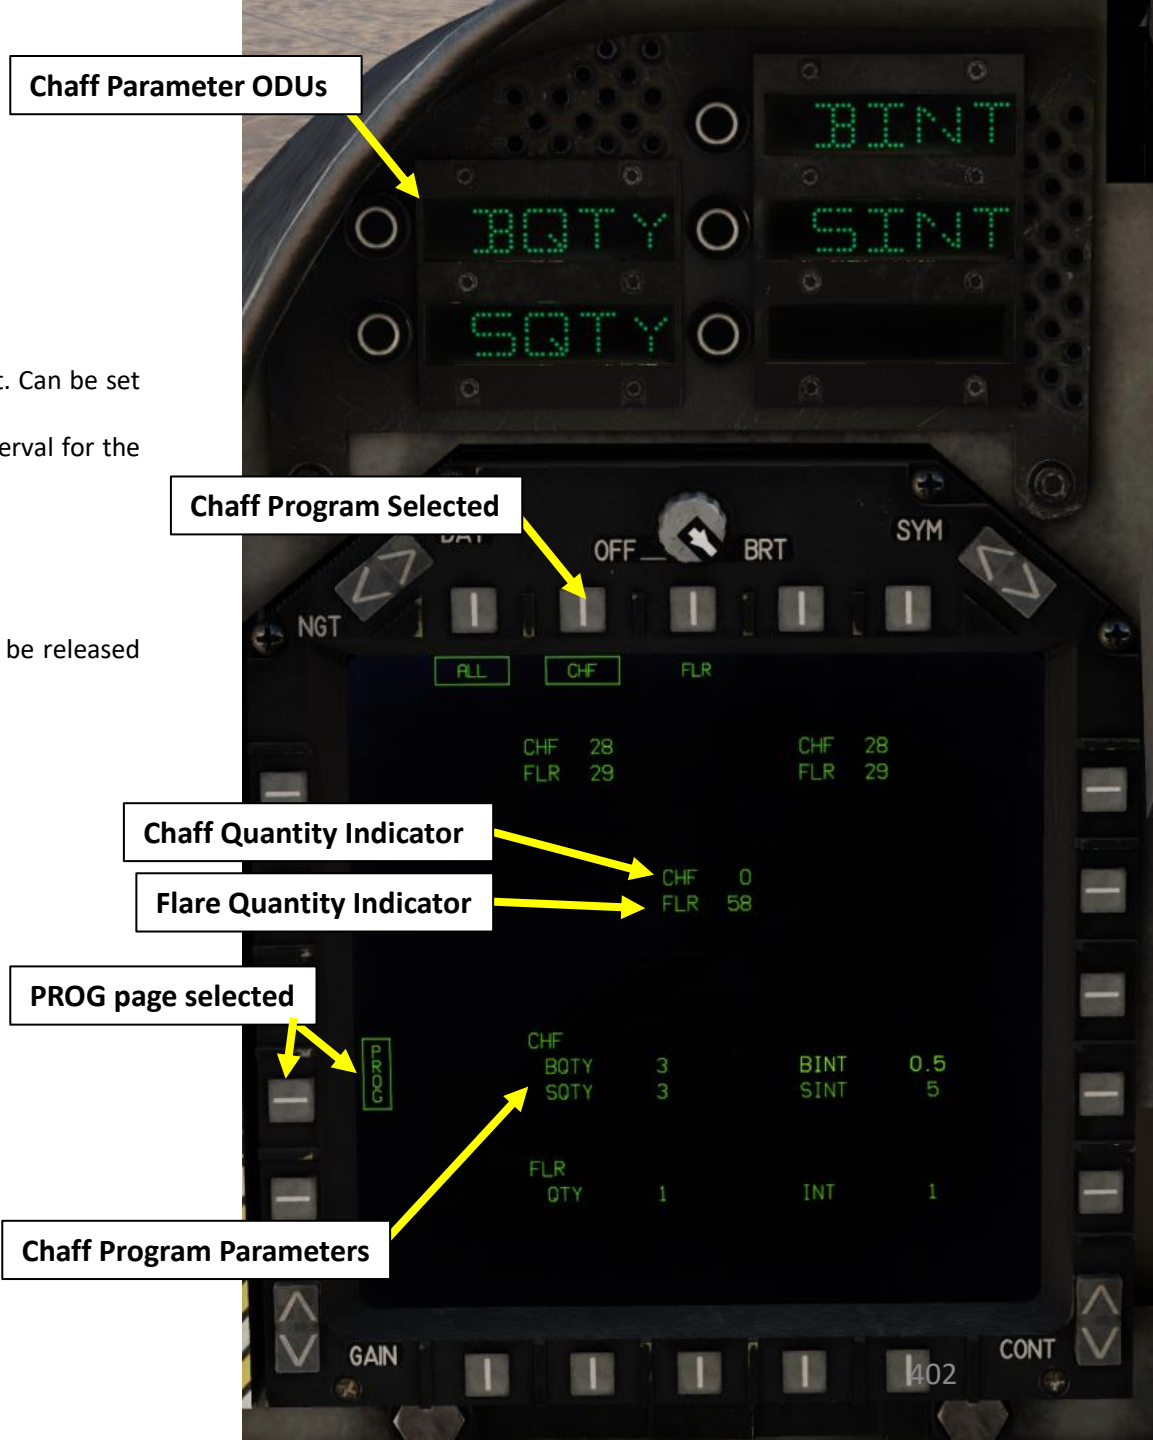 Chaff Parameter ODUs
BINT
BQTY SINT
SQTY
t. Can be set
erval for the
Chaff Program Selected
OFF BRT SYM
NGT
be released
ALL CHF FLR
CHF 28 CHF 28
FLR 29 FLR 29
Chaff Quantity Indicator
CHF 0
Flare Quantity Indicator
FLR 58
PROG page selected
PROG
CHF
BQTY 3 BINT 0.5
SQTY 3 SINT 5
FLR
QTY 1 INT 1
Chaff Program Parameters
GAIN CONT
402